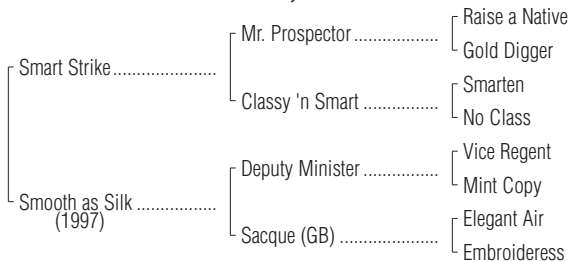 Raise a Native
Mr. Prospector..................
Gold Digger
Smart Strike......................
Smarten
Classy 'n Smart ................
No Class
Vice Regent
Deputy Minister ................
Mint Copy
Smooth as Silk .................
(1997)
Elegant Air
Sacque (GB) .....................
Embroideress